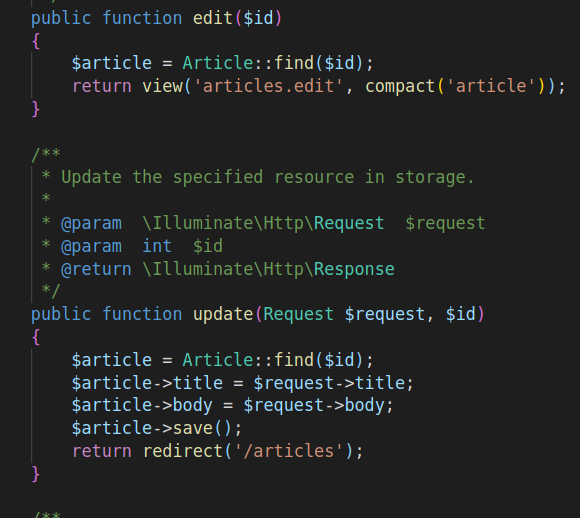 public function edit($id)
{
    $article = Article::find($id);
    return view('articles.edit', compact('article'));
}

/**
 * Update the specified resource in storage.
 *
 * @param  \Illuminate\Http\Request  $request
 * @param  int  $id
 * @return \Illuminate\Http\Response
 */
public function update(Request $request, $id)
{
    $article = Article::find($id);
    $article->title = $request->title;
    $article->body = $request->body;
    $article->save();
    return redirect('/articles');
}

/**